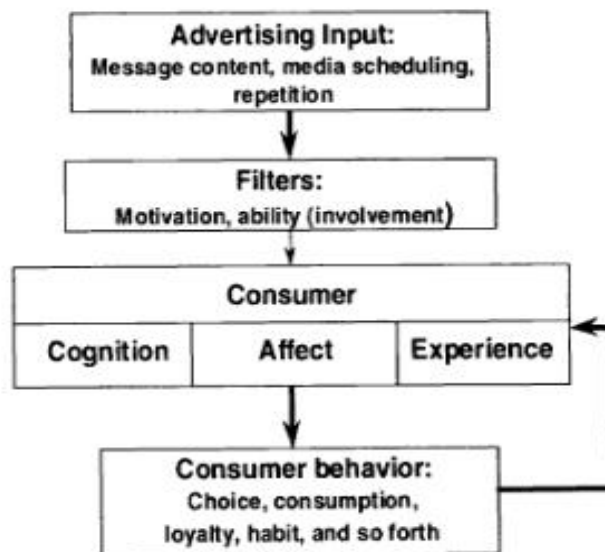 Advertising Input:
Message content, media scheduling,
repetition
Filters:
Motivation, ability (involvement)
Consumer
Cognition
Affect
Experience
Consumer behavior:
Choice, consumption,
loyalty, habit, and so forth